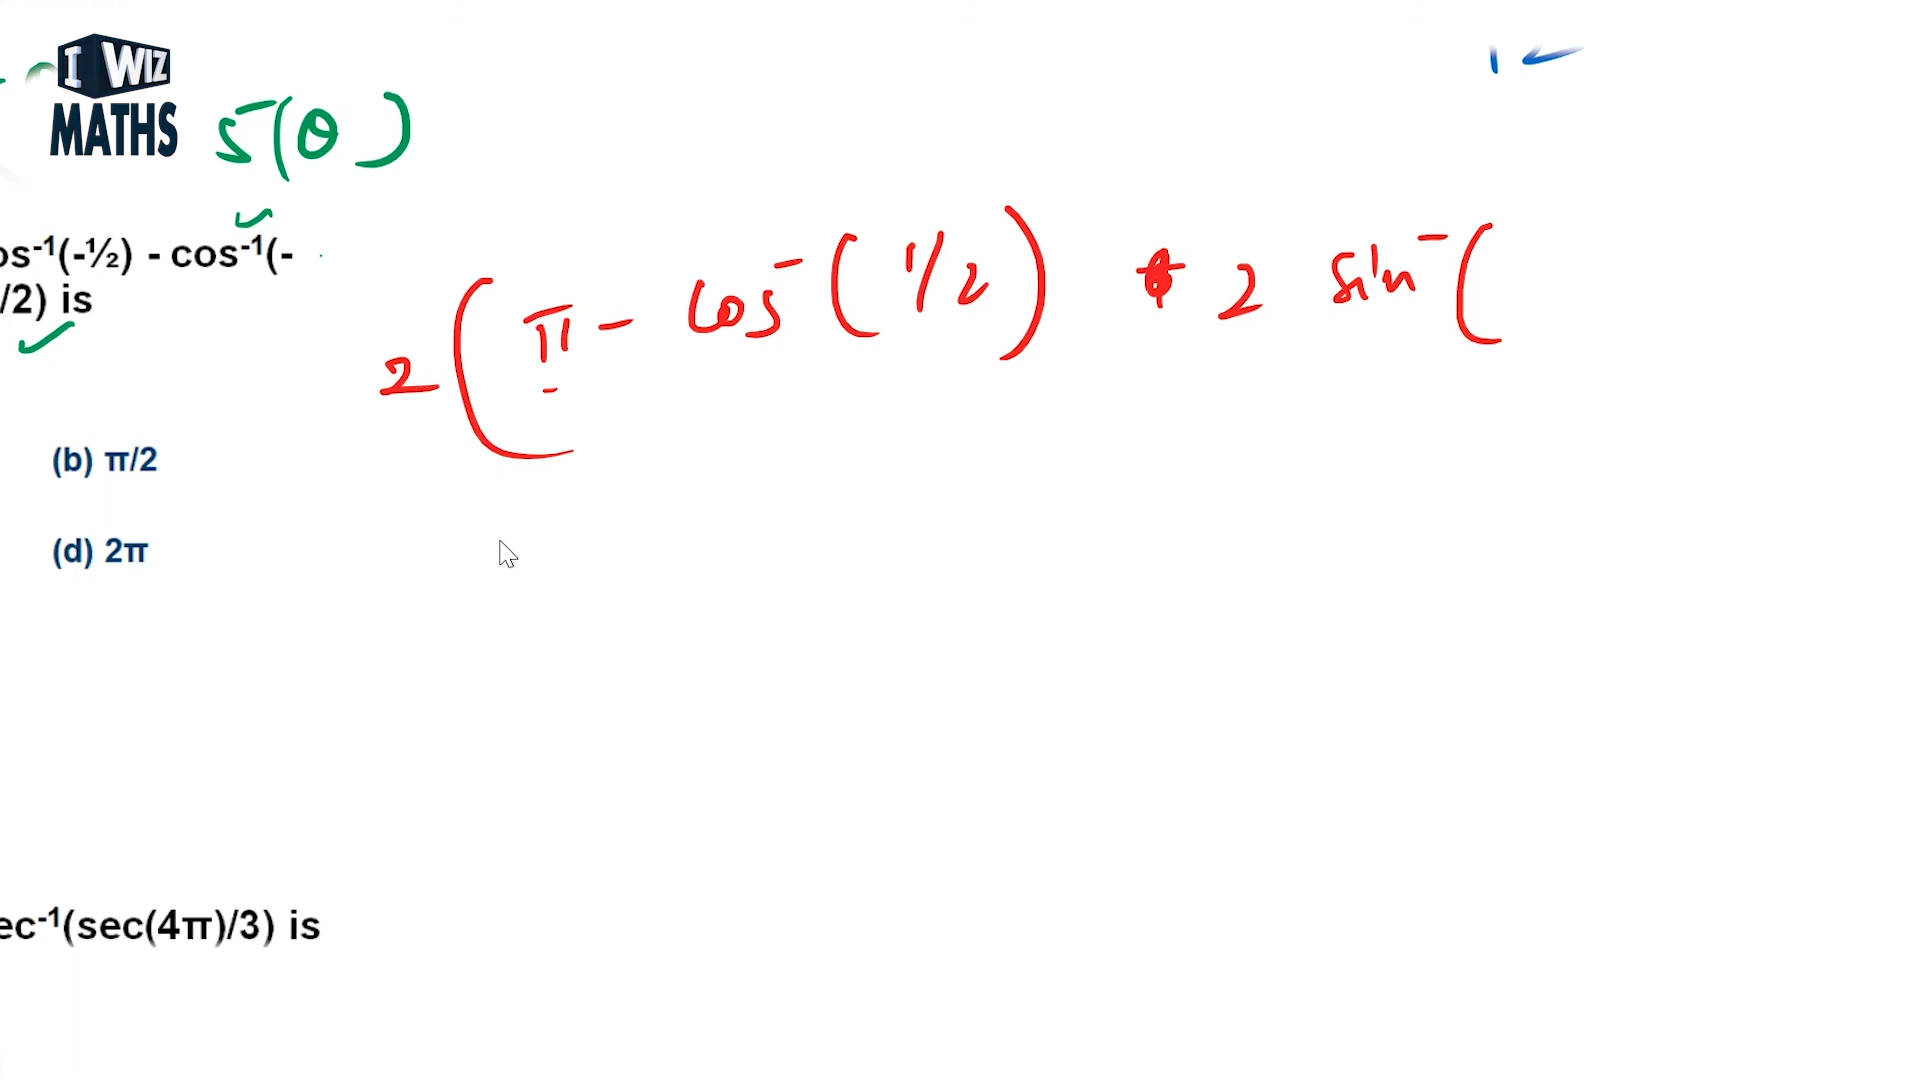 I WIZ
MATHS
5(θ)
os⁻¹(-½) - cos⁻¹(-
/2) is
2(π - cos⁻(1/2) 2 sin⁻(
(b) π/2
(d) 2π
ec⁻¹(sec(4π)/3) is